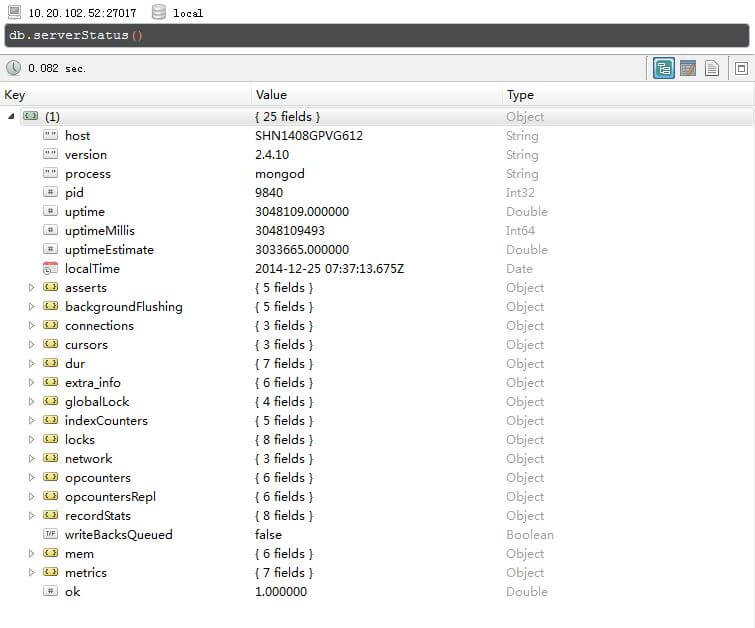 10.20.102.52:27017 local
db.serverStatus()
0.082 sec.
Key Value Type
(1) { 25 fields } Object
host SHN1408GPVG612 String
version 2.4.10 String
process mongod String
pid 9840 Int32
uptime 3048109.000000 Double
uptimeMillis 3048109493 Int64
uptimeEstimate 3033665.000000 Double
localTime 2014-12-25 07:37:13.675Z Date
asserts { 5 fields } Object
backgroundFlushing { 5 fields } Object
connections { 3 fields } Object
cursors { 3 fields } Object
dur { 7 fields } Object
extra_info { 6 fields } Object
globalLock { 4 fields } Object
indexCounters { 5 fields } Object
locks { 8 fields } Object
network { 3 fields } Object
opcounters { 6 fields } Object
opcountersRepl { 6 fields } Object
recordStats { 8 fields } Object
T/F writeBacksQueued false Boolean
mem { 6 fields } Object
metrics { 7 fields } Object
ok 1.000000 Double